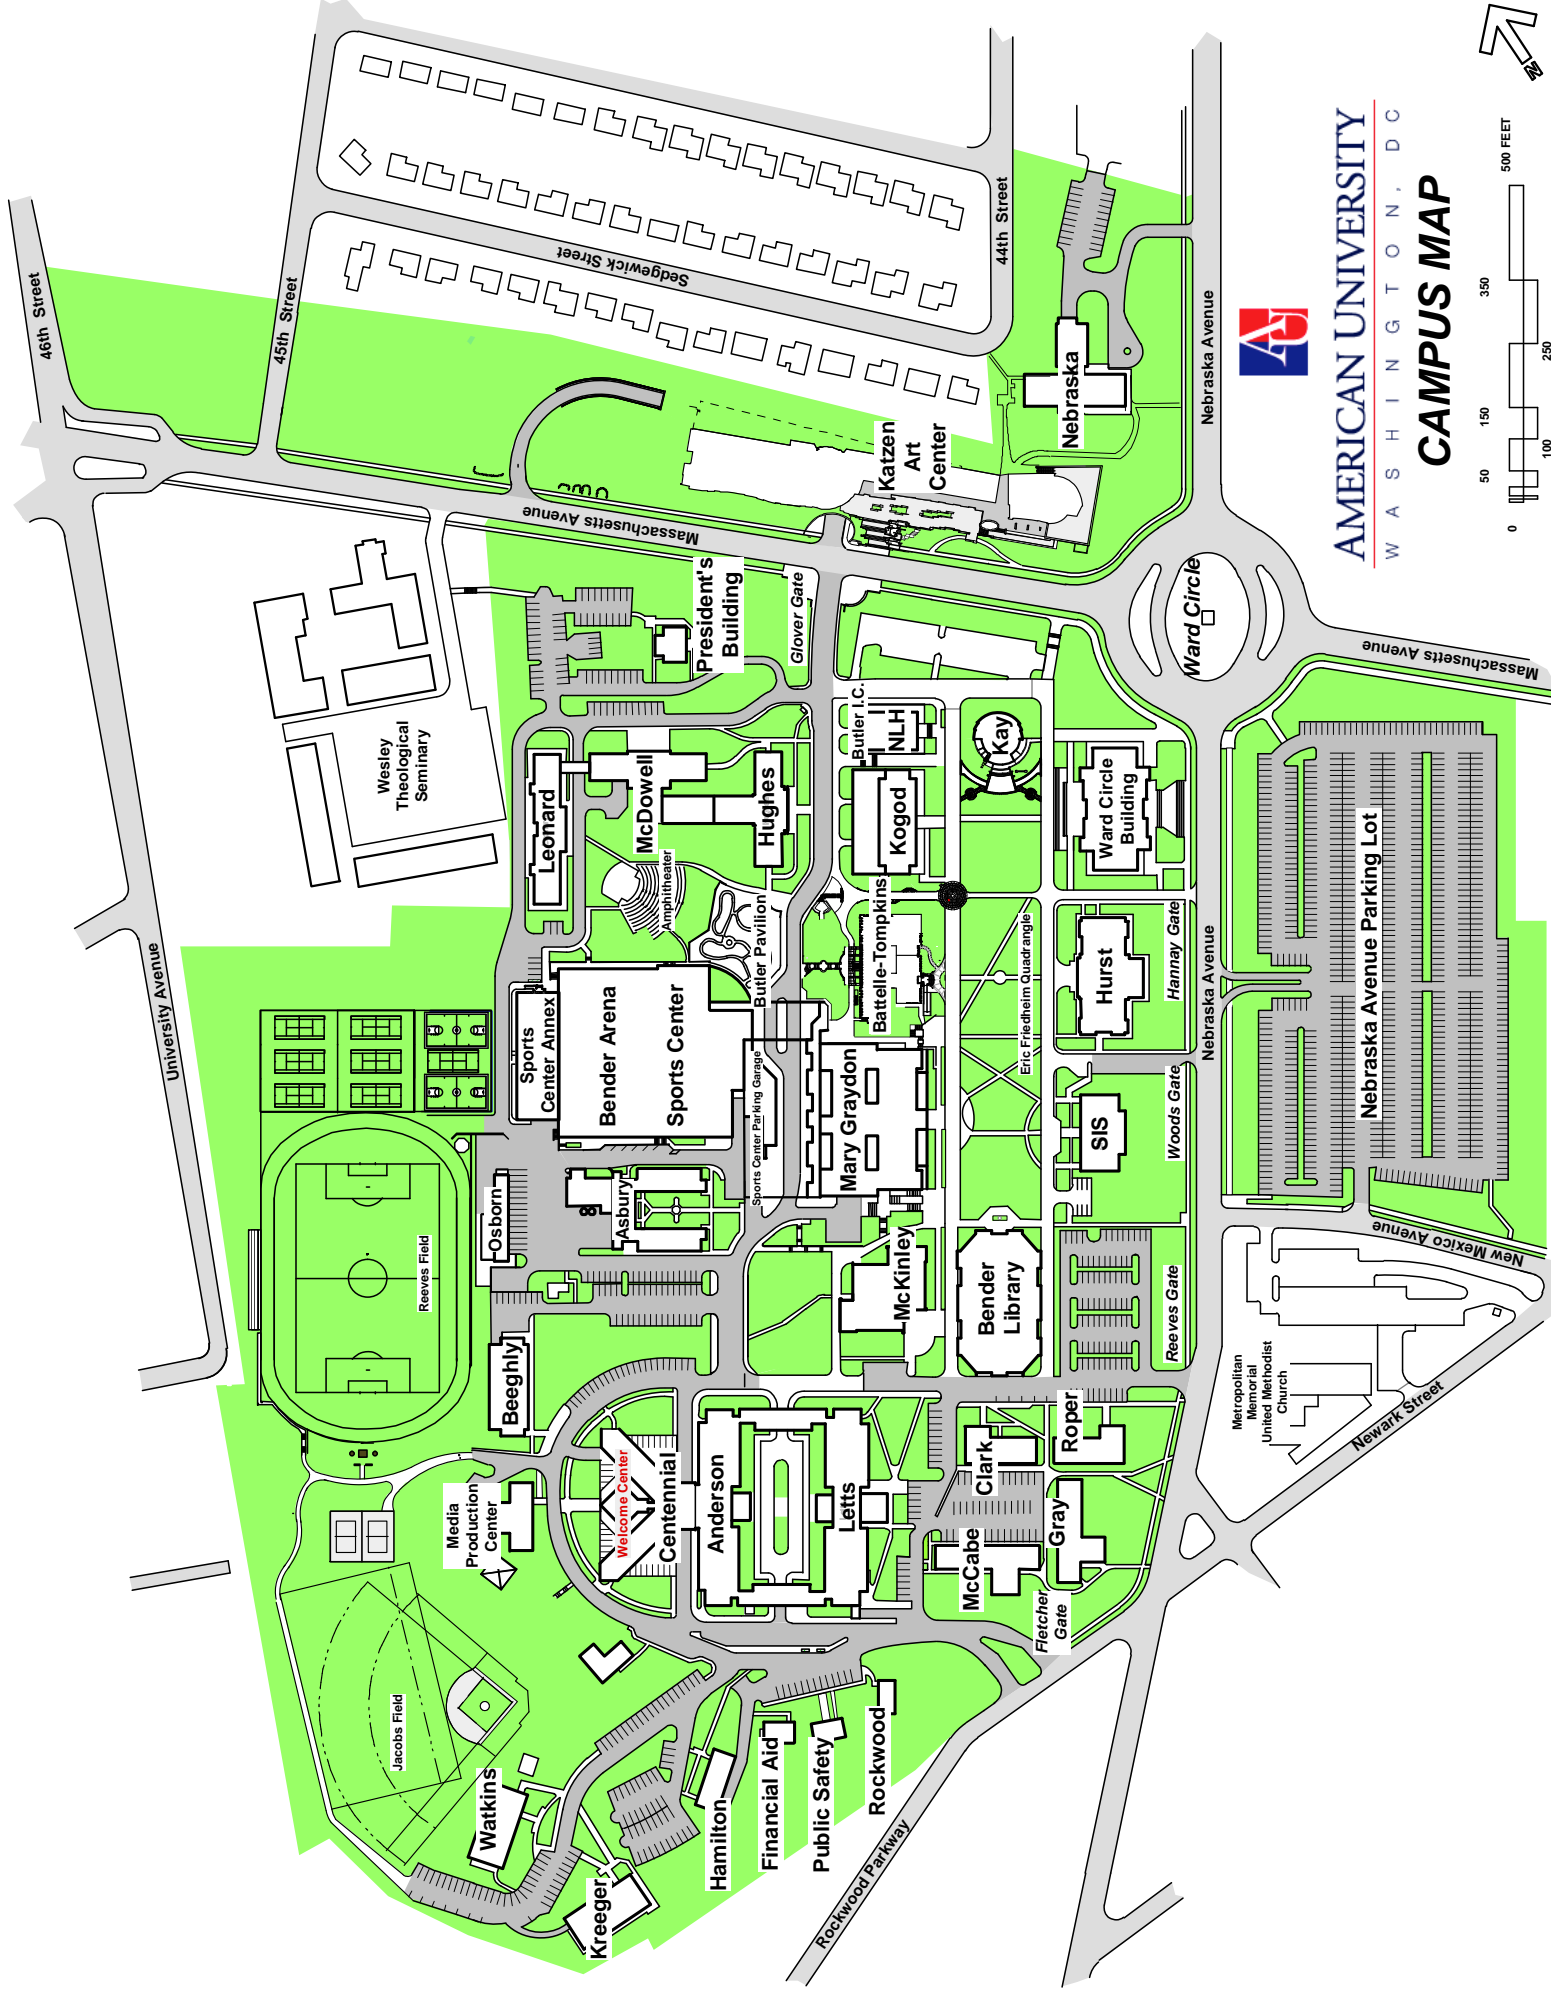 46th Street
45th Street
Sedgewick Street
44th Street
Nebraska Avenue
Massachusetts Avenue
University Avenue
Wesley
Theological
Seminary
President's
Building
Glover Gate
Katzen
Art
Center
Nebraska
Ward Circle
Massachusetts Avenue
Leonard
McDowell
Hughes
Amphitheater
Butler Pavilion
Butler I.C.
NLH
Kogod
Kay
Ward Circle
Building
Battelle-Tompkins
Eric Friedheim Quadrangle
Hurst
Hannay Gate
Nebraska Avenue
Nebraska Avenue Parking Lot
Sports
Center Annex
Bender Arena
Sports Center
Sports Center Parking Garage
Mary Graydon
SIS
Woods Gate
New Mexico Avenue
Reeves Field
Osborn
Asbury
McKinley
Bender
Library
Reeves Gate
Metropolitan
Memorial
United Methodist
Church
Newark Street
Beeghly
Media
Production
Center
Welcome Center
Centennial
Anderson
Letts
Clark
Roper
McCabe
Gray
Fletcher
Gate
Jacobs Field
Watkins
Kreeger
Hamilton
Financial Aid
Public Safety
Rockwood
Rockwood Parkway
AU
AMERICAN UNIVERSITY
WASHINGTON, DC
CAMPUS MAP
0
50
100
150
250
350
500 FEET
N